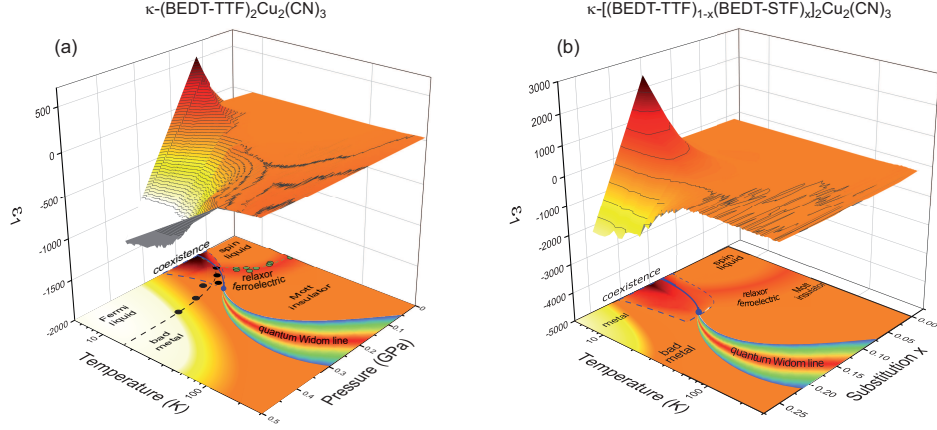 κ-(BEDT-TTF)2Cu2(CN)3
κ-[(BEDT-TTF)1-x(BEDT-STF)x]2Cu2(CN)3
(a)
500
0
-500
-1000
-1500
-2000
ε1
coexistence
spin
liquid
relaxor
ferroelectric
Mott
insulator
Fermi
liquid
bad
metal
quantum Widom line
10
100
Temperature (K)
0
0.1
0.2
0.3
0.4
0.5
Pressure (GPa)
(b)
3000
2000
1000
0
-1000
-2000
-3000
-4000
-5000
ε1
coexistence
spin
liquid
relaxor
ferroelectric
Mott
insulator
metal
bad
metal
quantum Widom line
10
100
Temperature (K)
0.00
0.05
0.10
0.15
0.20
0.25
Substitution x